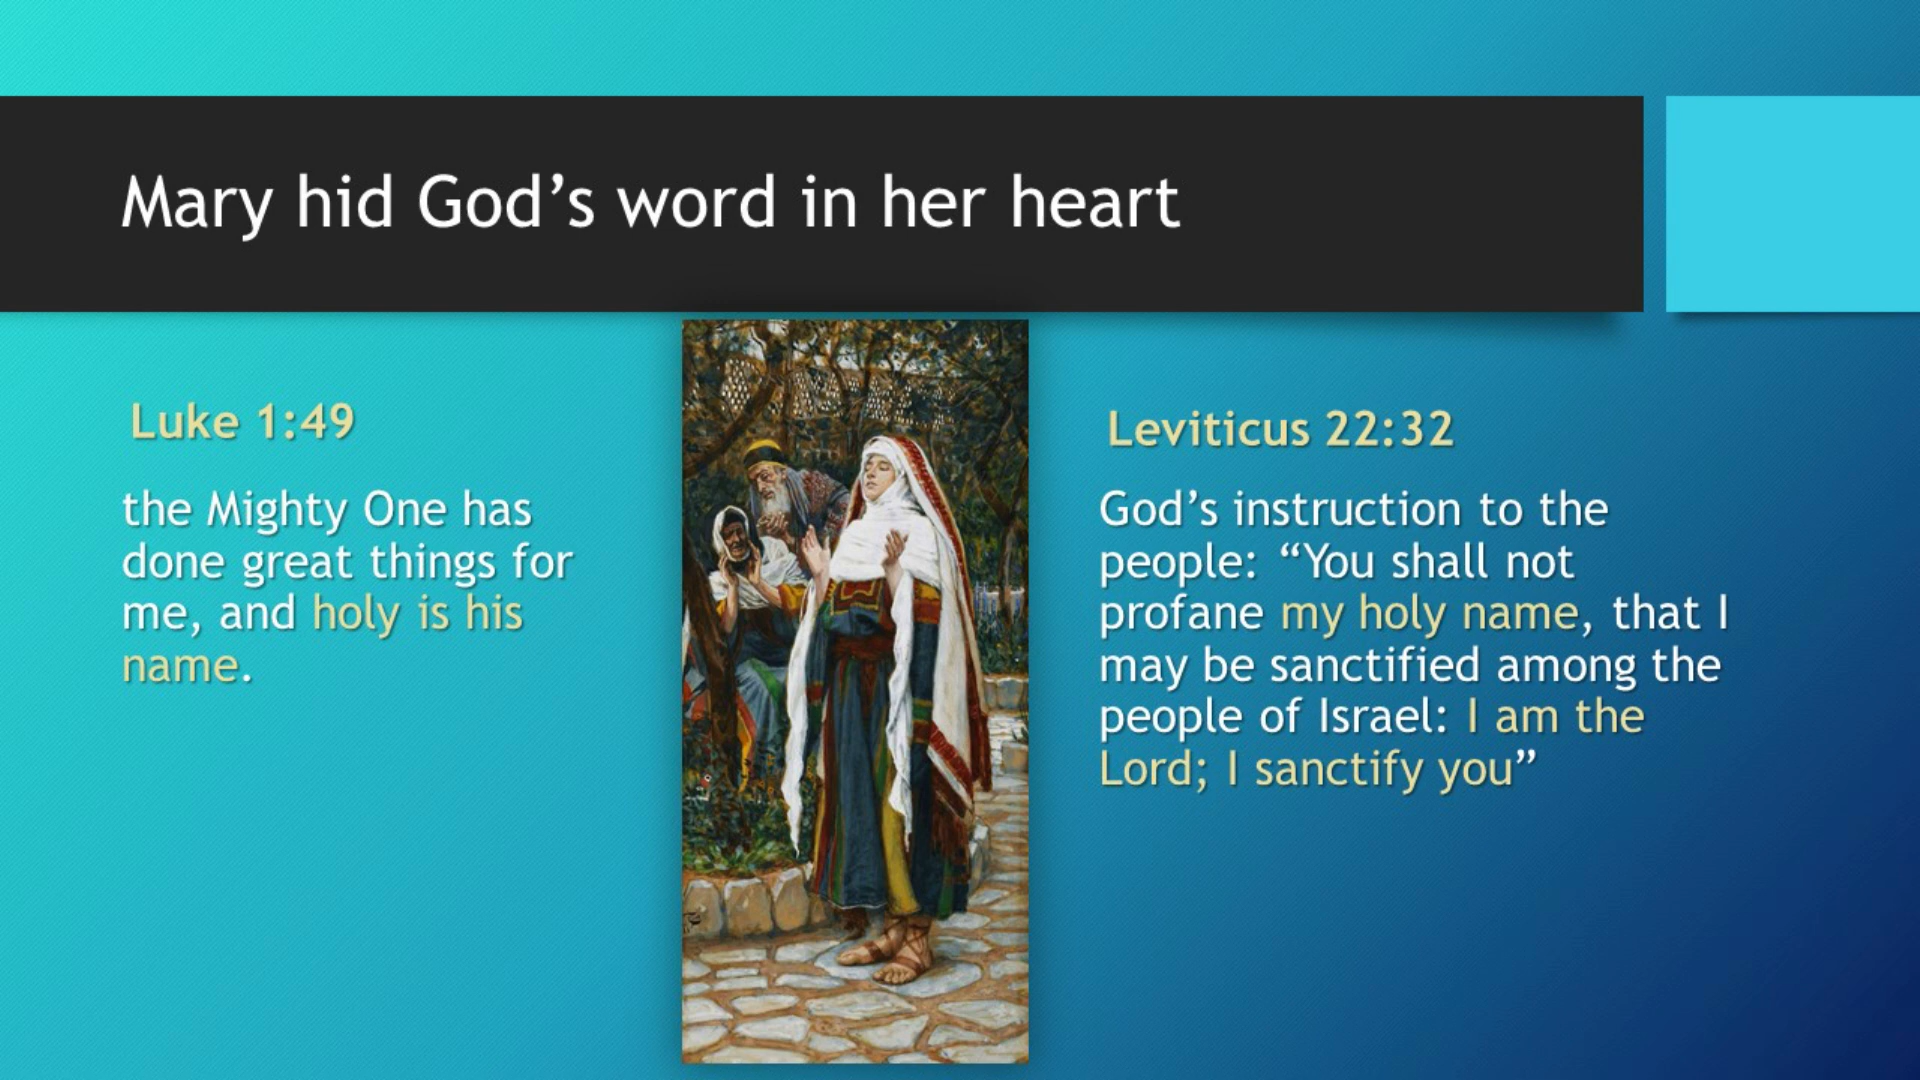 Mary hid God’s word in her heart
Luke 1:49
the Mighty One has
done great things for
me, and holy is his
name.
Leviticus 22:32
God’s instruction to the
people: “You shall not
profane my holy name, that I
may be sanctified among the
people of Israel: I am the
Lord; I sanctify you”